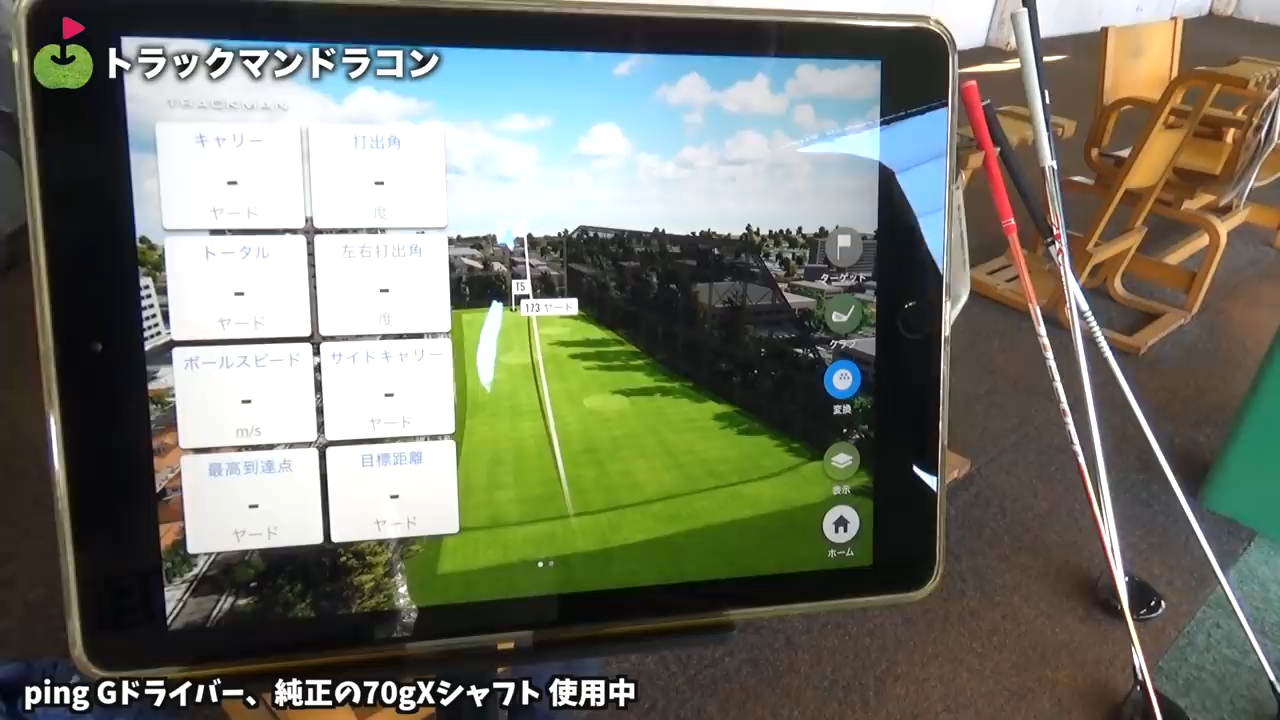 トラックマンドラコン
TRACKMAN
キャリー
-
ヤード
打出角
-
度
トータル
-
ヤード
左右打出角
-
度
ボールスピード
-
m/s
サイドキャリー
-
ヤード
最高到達点
-
ヤード
目標距離
-
ヤード
T5
173 ヤード
ターゲット
クラブ
変換
表示
ホーム
ping Gドライバー、純正の70gXシャフト 使用中